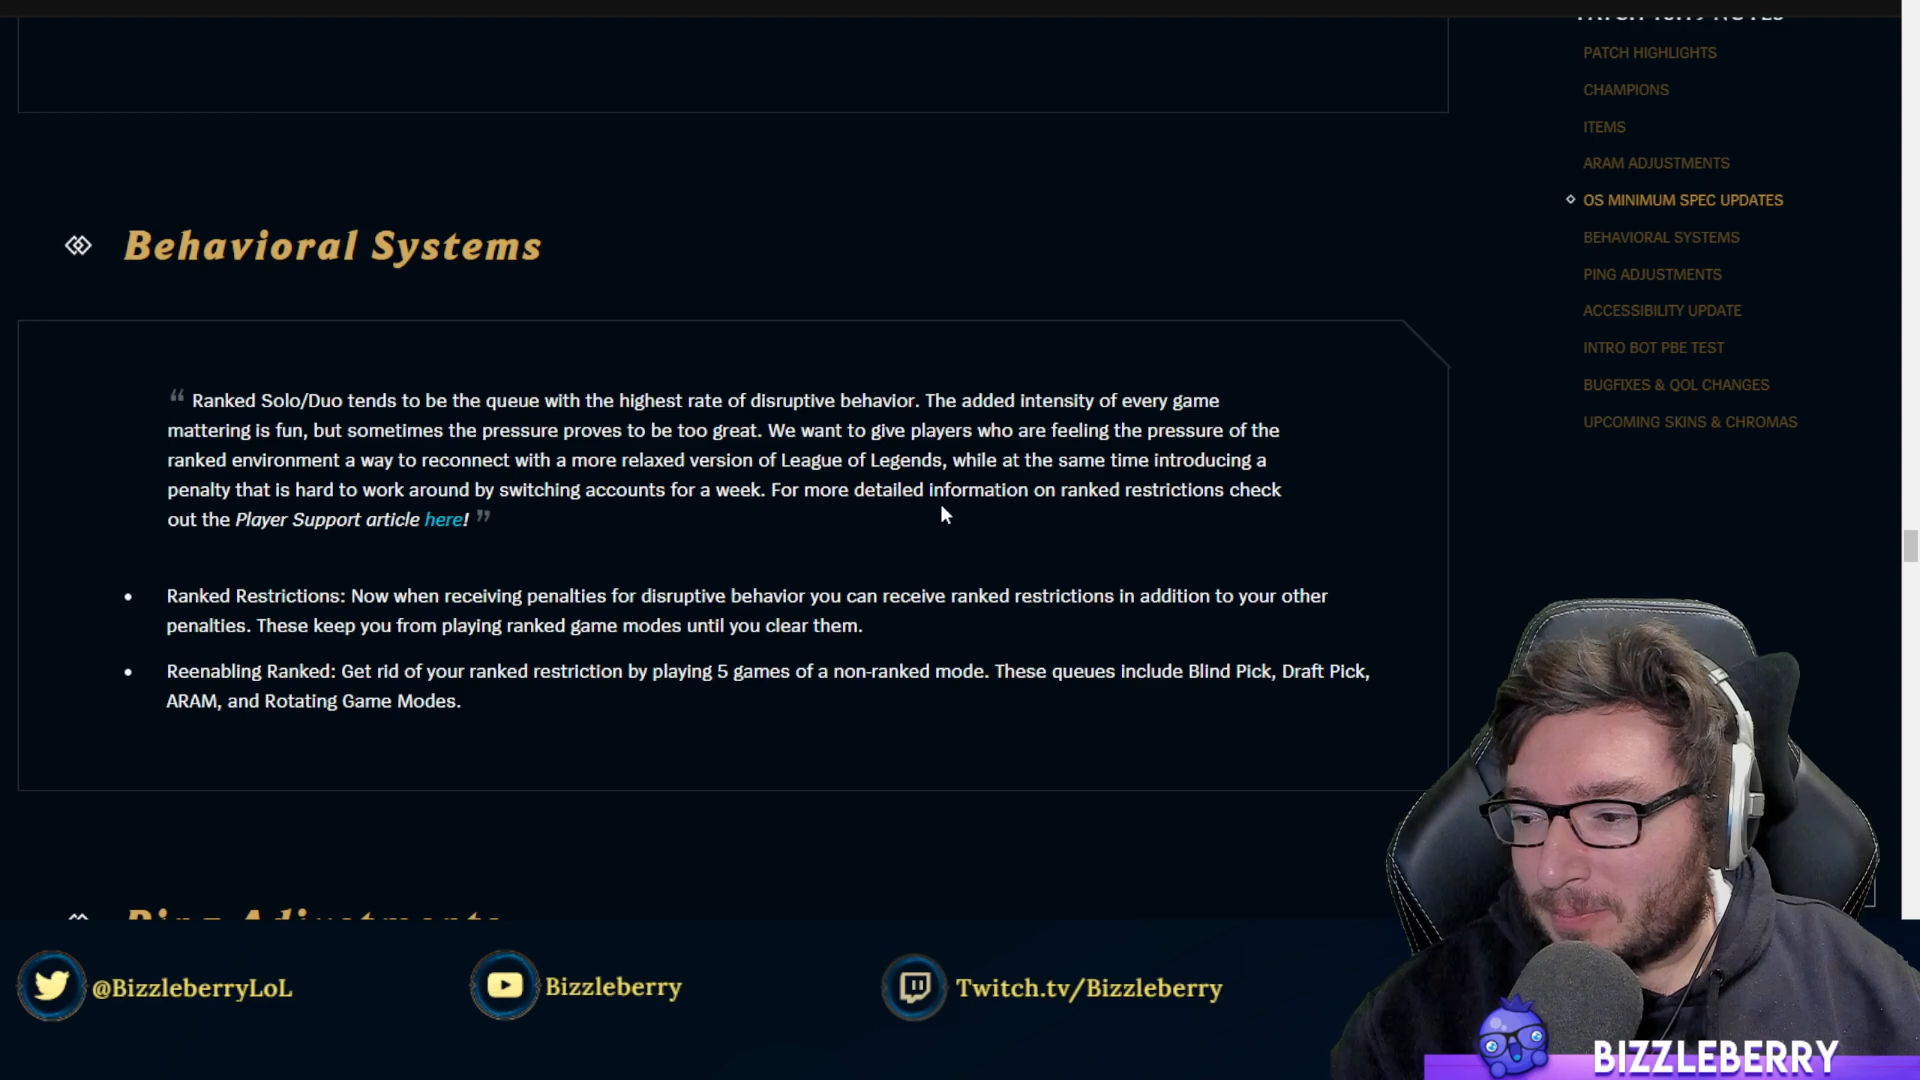 PATCH HIGHLIGHTS
CHAMPIONS
ITEMS
ARAM ADJUSTMENTS
OS MINIMUM SPEC UPDATES
BEHAVIORAL SYSTEMS
PING ADJUSTMENTS
ACCESSIBILITY UPDATE
INTRO BOT PBE TEST
BUGFIXES & QOL CHANGES
UPCOMING SKINS & CHROMAS
Behavioral Systems
“ Ranked Solo/Duo tends to be the queue with the highest rate of disruptive behavior. The added intensity of every game
mattering is fun, but sometimes the pressure proves to be too great. We want to give players who are feeling the pressure of the
ranked environment a way to reconnect with a more relaxed version of League of Legends, while at the same time introducing a
penalty that is hard to work around by switching accounts for a week. For more detailed information on ranked restrictions check
out the Player Support article here! ”
• Ranked Restrictions: Now when receiving penalties for disruptive behavior you can receive ranked restrictions in addition to your other
penalties. These keep you from playing ranked game modes until you clear them.
• Reenabling Ranked: Get rid of your ranked restriction by playing 5 games of a non-ranked mode. These queues include Blind Pick, Draft Pick,
ARAM, and Rotating Game Modes.
Ping Adjustments
@BizzleberryLoL
Bizzleberry
Twitch.tv/Bizzleberry
BIZZLEBERRY